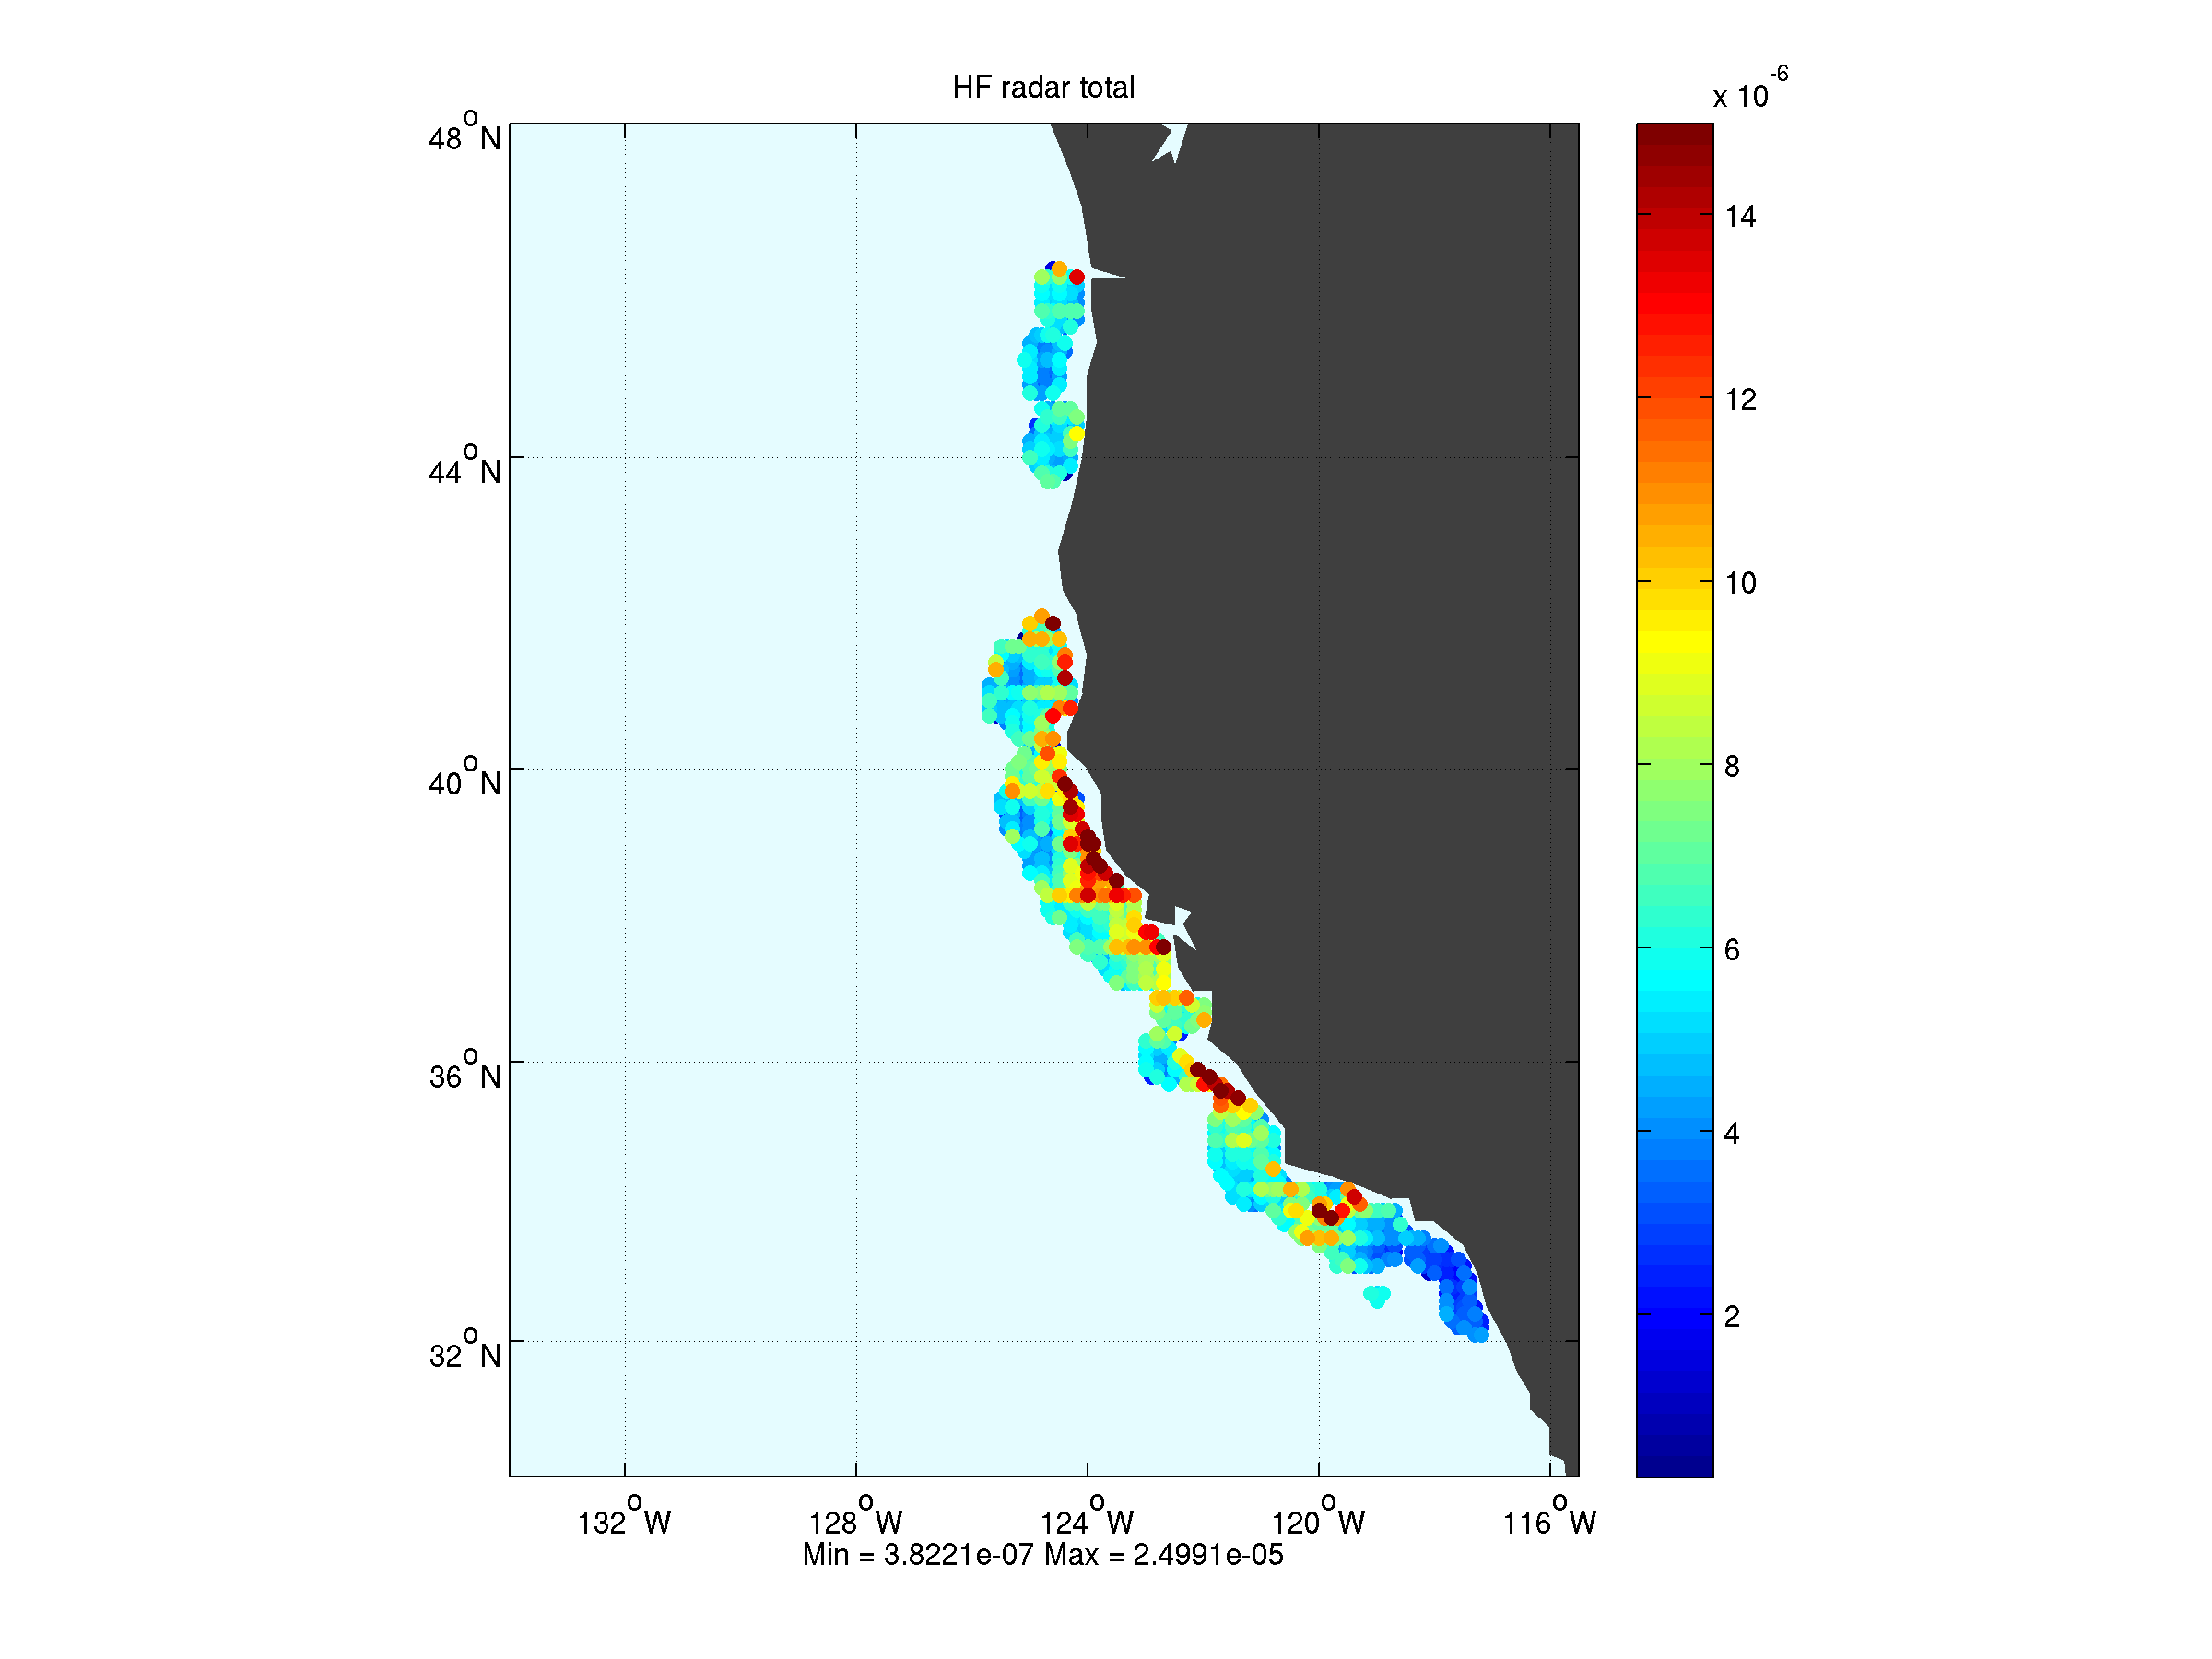 HF radar total
x 10-6
48°N
44°N
40°N
36°N
32°N
14
12
10
8
6
4
2
132°W 128°W 124°W 120°W 116°W
Min = 3.8221e-07 Max = 2.4991e-05